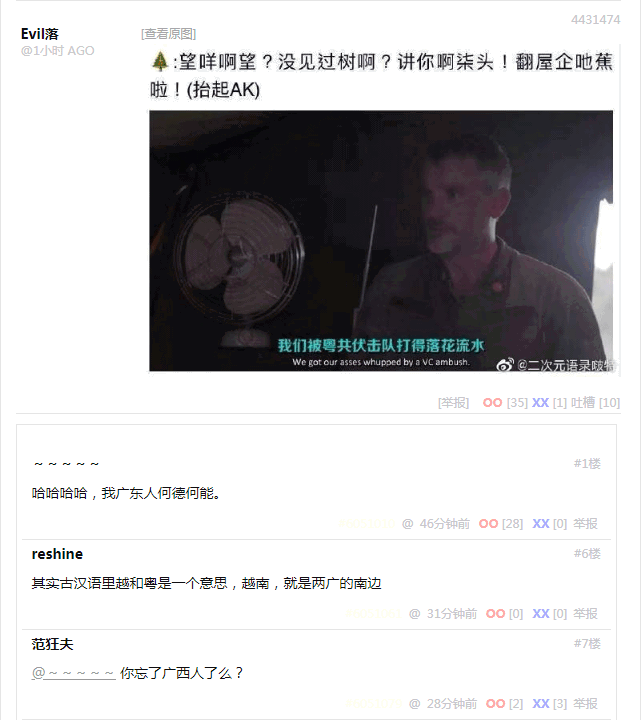 4431474
Evil落
[查看原图]
@1小时 AGO
🌲:望咩啊望？没见过树啊？讲你啊柒头！翻屋企吔蕉
啦！(抬起AK)
我们被粤共伏击队打得落花流水
We got our asses whupped by a VC ambush.
@二次元语录啵特
[举报] OO [35] XX [1] 吐槽 [10]
～～～～～
#1楼
哈哈哈哈，我广东人何德何能。
@ 46分钟前 OO [28] XX [0] 举报
reshine
#6楼
其实古汉语里越和粤是一个意思，越南，就是两广的南边
@ 31分钟前 OO [0] XX [0] 举报
范狂夫
#7楼
@～～～～～ 你忘了广西人了么？
@ 28分钟前 OO [2] XX [3] 举报